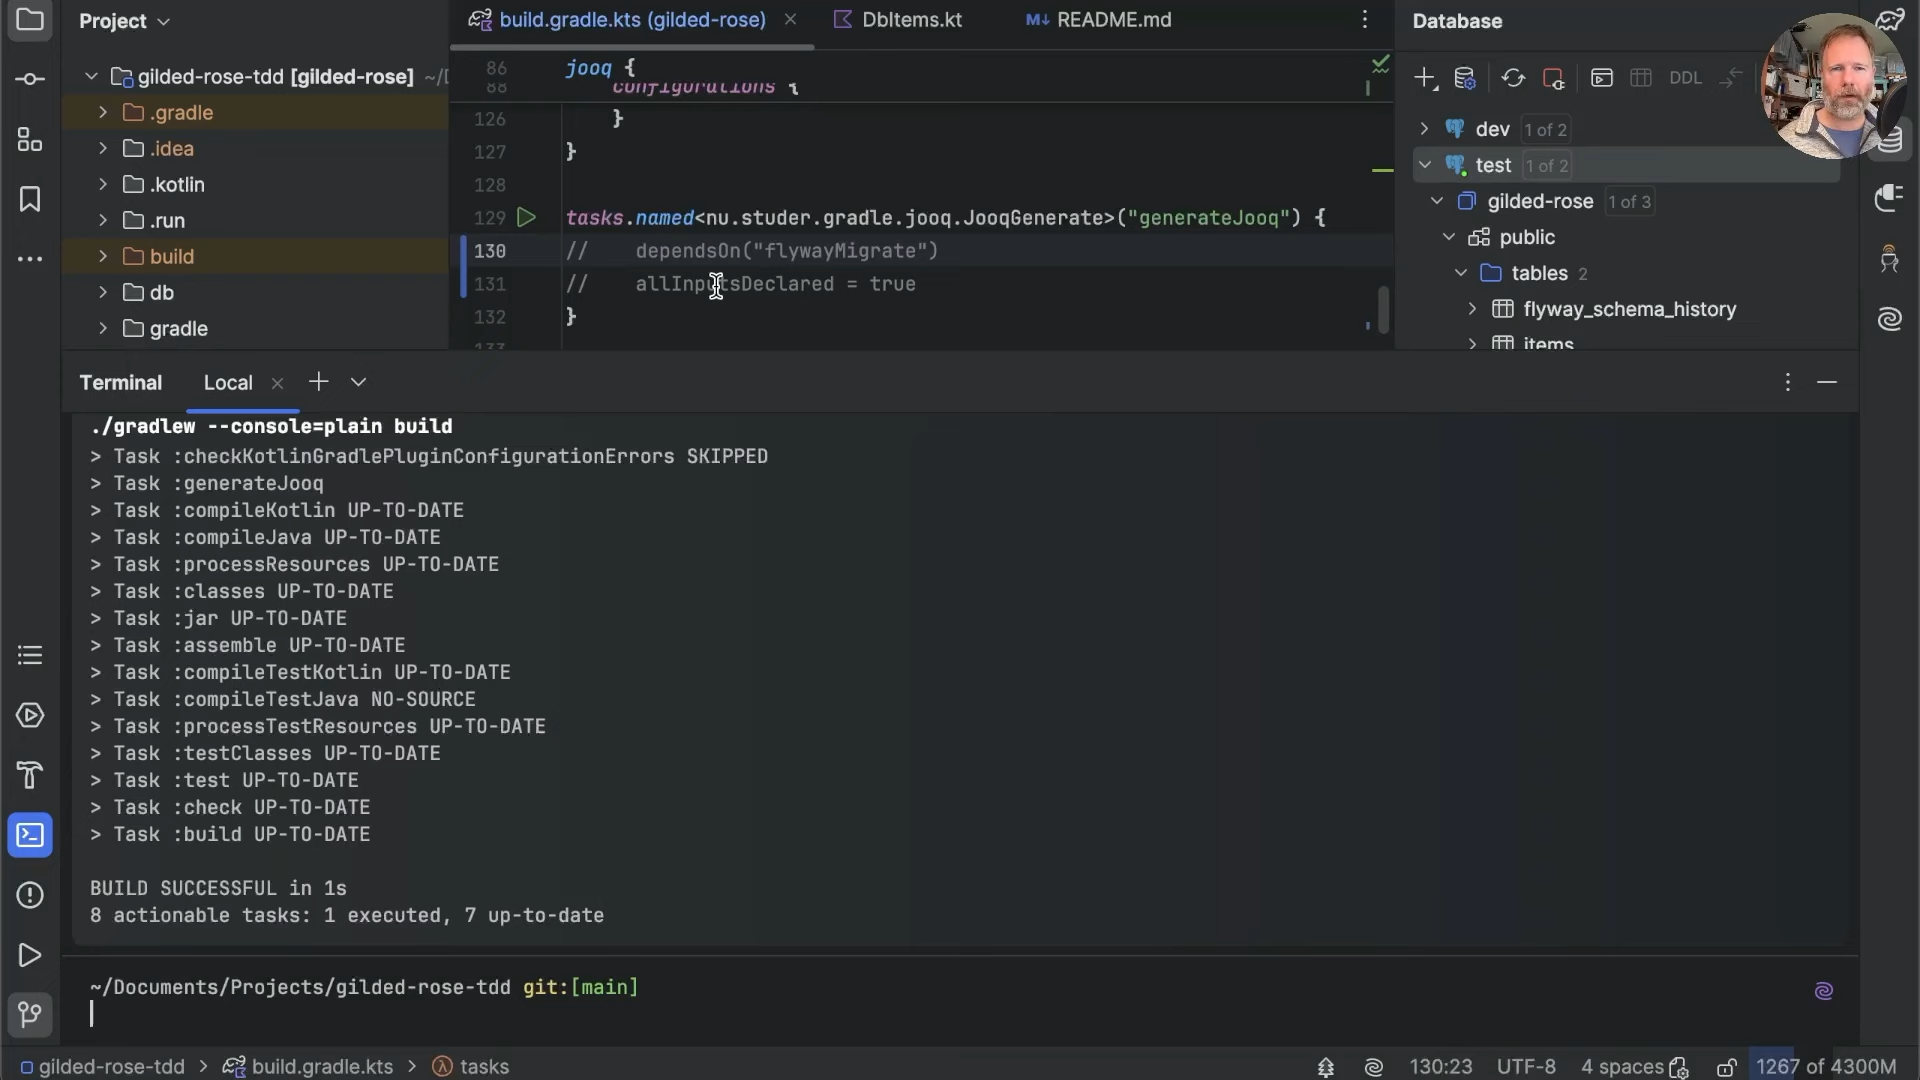 Project
build.gradle.kts (gilded-rose)
DbItems.kt
README.md
Database
gilded-rose-tdd [gilded-rose] ~/
.gradle
.idea
.kotlin
.run
build
db
gradle
86 jooq {
88 configurations {
126 }
127 }
128
129 tasks.named<nu.studer.gradle.jooq.JooqGenerate>("generateJooq") {
130 // dependsOn("flywayMigrate")
131 // allInputsDeclared = true
132 }
133
DDL
dev 1 of 2
test 1 of 2
gilded-rose 1 of 3
public
tables 2
flyway_schema_history
items
Terminal Local
./gradlew --console=plain build
> Task :checkKotlinGradlePluginConfigurationErrors SKIPPED
> Task :generateJooq
> Task :compileKotlin UP-TO-DATE
> Task :compileJava UP-TO-DATE
> Task :processResources UP-TO-DATE
> Task :classes UP-TO-DATE
> Task :jar UP-TO-DATE
> Task :assemble UP-TO-DATE
> Task :compileTestKotlin UP-TO-DATE
> Task :compileTestJava NO-SOURCE
> Task :processTestResources UP-TO-DATE
> Task :testClasses UP-TO-DATE
> Task :test UP-TO-DATE
> Task :check UP-TO-DATE
> Task :build UP-TO-DATE
BUILD SUCCESSFUL in 1s
8 actionable tasks: 1 executed, 7 up-to-date
~/Documents/Projects/gilded-rose-tdd git:[main]
gilded-rose-tdd > build.gradle.kts > tasks
130:23 UTF-8 4 spaces 1267 of 4300M